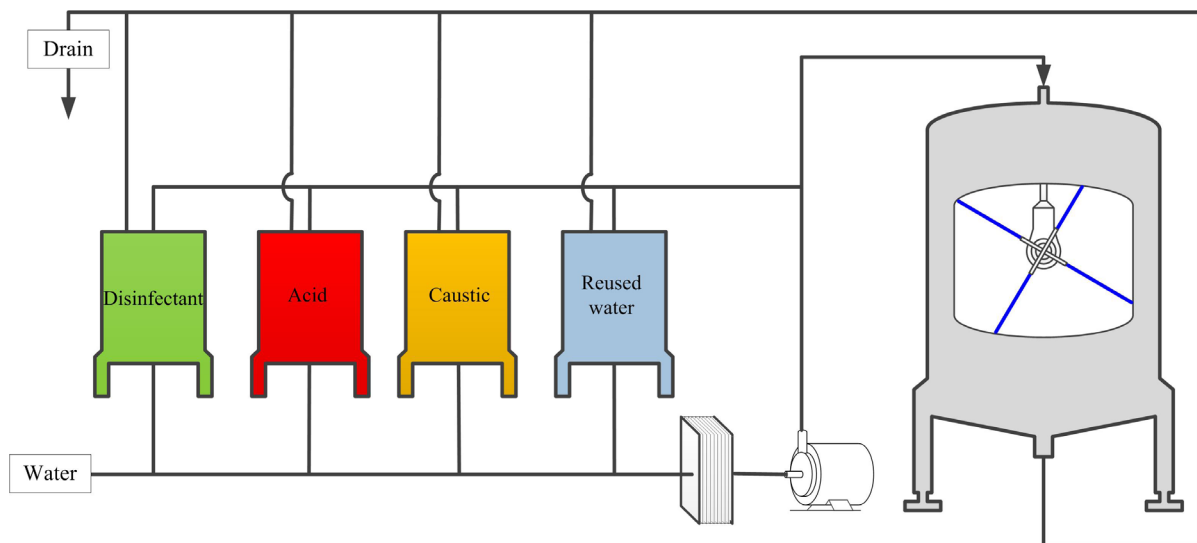 Drain
Disinfectant
Acid
Caustic
Reused
water
Water